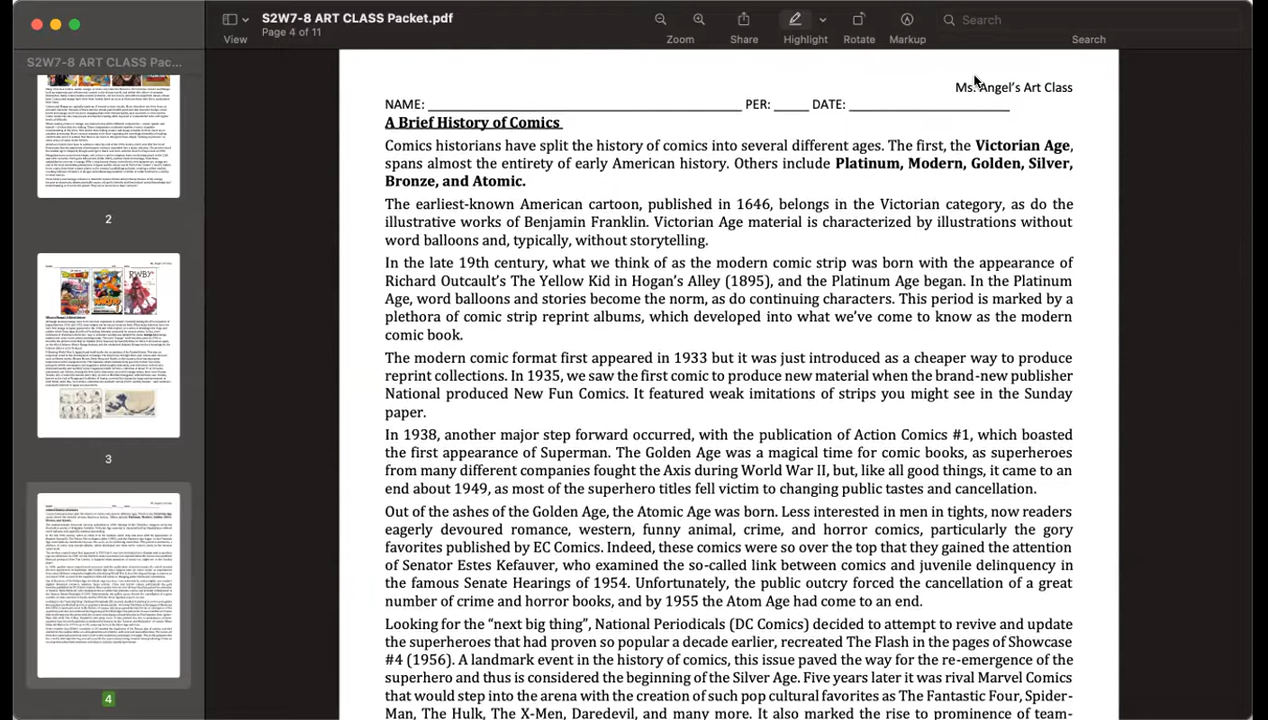 S2W7-8 ART CLASS Packet.pdf
Page 4 of 11
View
Zoom
Share
Highlight
Rotate
Markup
Search
Search
S2W7-8 ART CLASS Pac...
2
3
4
Ms. Angel's Art Class
NAME: ______ PER: ______ DATE: ______
A Brief History of Comics
Comics historians have split the history of comics into several different ages. The first, the Victorian Age,
spans almost the entirety of early American history. Others include Platinum, Modern, Golden, Silver,
Bronze, and Atomic.
The earliest-known American cartoon, published in 1646, belongs in the Victorian category, as do the
illustrative works of Benjamin Franklin. Victorian Age material is characterized by illustrations without
word balloons and, typically, without storytelling.
In the late 19th century, what we think of as the modern comic strip was born with the appearance of
Richard Outcault's The Yellow Kid in Hogan's Alley (1895), and the Platinum Age began. In the Platinum
Age, word balloons and stories become the norm, as do continuing characters. This period is marked by a
plethora of comic strip reprint albums, which developed into what we've come to know as the modern
comic book.
The modern comic format first appeared in 1933 but it was introduced as a cheaper way to produce
reprint collections. In 1935, we saw the first comic to produce new material when the brand-new publisher
National produced New Fun Comics. It featured weak imitations of strips you might see in the Sunday
paper.
In 1938, another major step forward occurred, with the publication of Action Comics #1, which boasted
the first appearance of Superman. The Golden Age was a magical time for comic books, as superheroes
from many different companies fought the Axis during World War II, but, like all good things, it came to an
end about 1949, as most of the superhero titles fell victim to changing public tastes and cancellation.
Out of the ashes of the Golden Age, the Atomic Age was born. Less interested in men in tights, now readers
eagerly devoured crime, western, funny animal, romance and horror comics, particularly the gory
favorites published by DC Comics. Indeed, these comics were so over the top that they gained the attention
of Senator Estes Kefauver, who examined the so-called link between comics and juvenile delinquency in
the famous Senate hearings of 1954. Unfortunately, the public uproar forced the cancellation of a great
number of crime and horror books, and by 1955 the Atomic Age came to an end.
Looking for the "next big thing", National Periodicals (DC Comics) decided to attempt to revive and update
the superheroes that had proven so popular a decade earlier, recreated The Flash in the pages of Showcase
#4 (1956). A landmark event in the history of comics, this issue paved the way for the re-emergence of the
superhero and thus is considered the beginning of the Silver Age. Five years later it was rival Marvel Comics
that would step into the arena with the creation of such pop cultural favorites as The Fantastic Four, Spider-
Man, The Hulk, The X-Men, Daredevil, and many more. It also marked the rise to prominence of team-